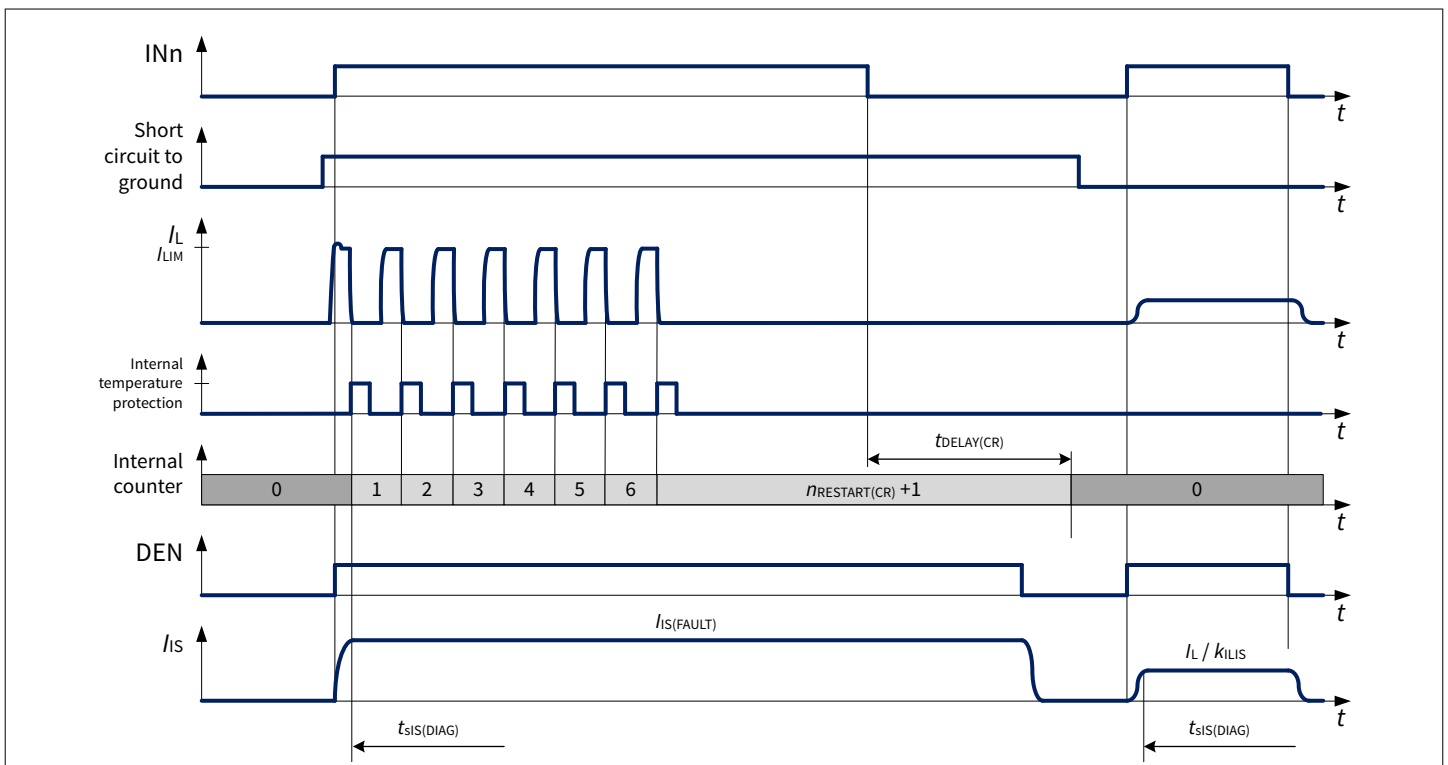 INn
t
Short
circuit to
ground
t
IL
ILIM
t
Internal
temperature
protection
t
tDELAY(CR)
Internal
counter
0 1 2 3 4 5 6 nRESTART(CR) +1 0
t
DEN
t
IIS(FAULT)
IIS
IL / kILIS
t
tsIS(DIAG) tsIS(DIAG)